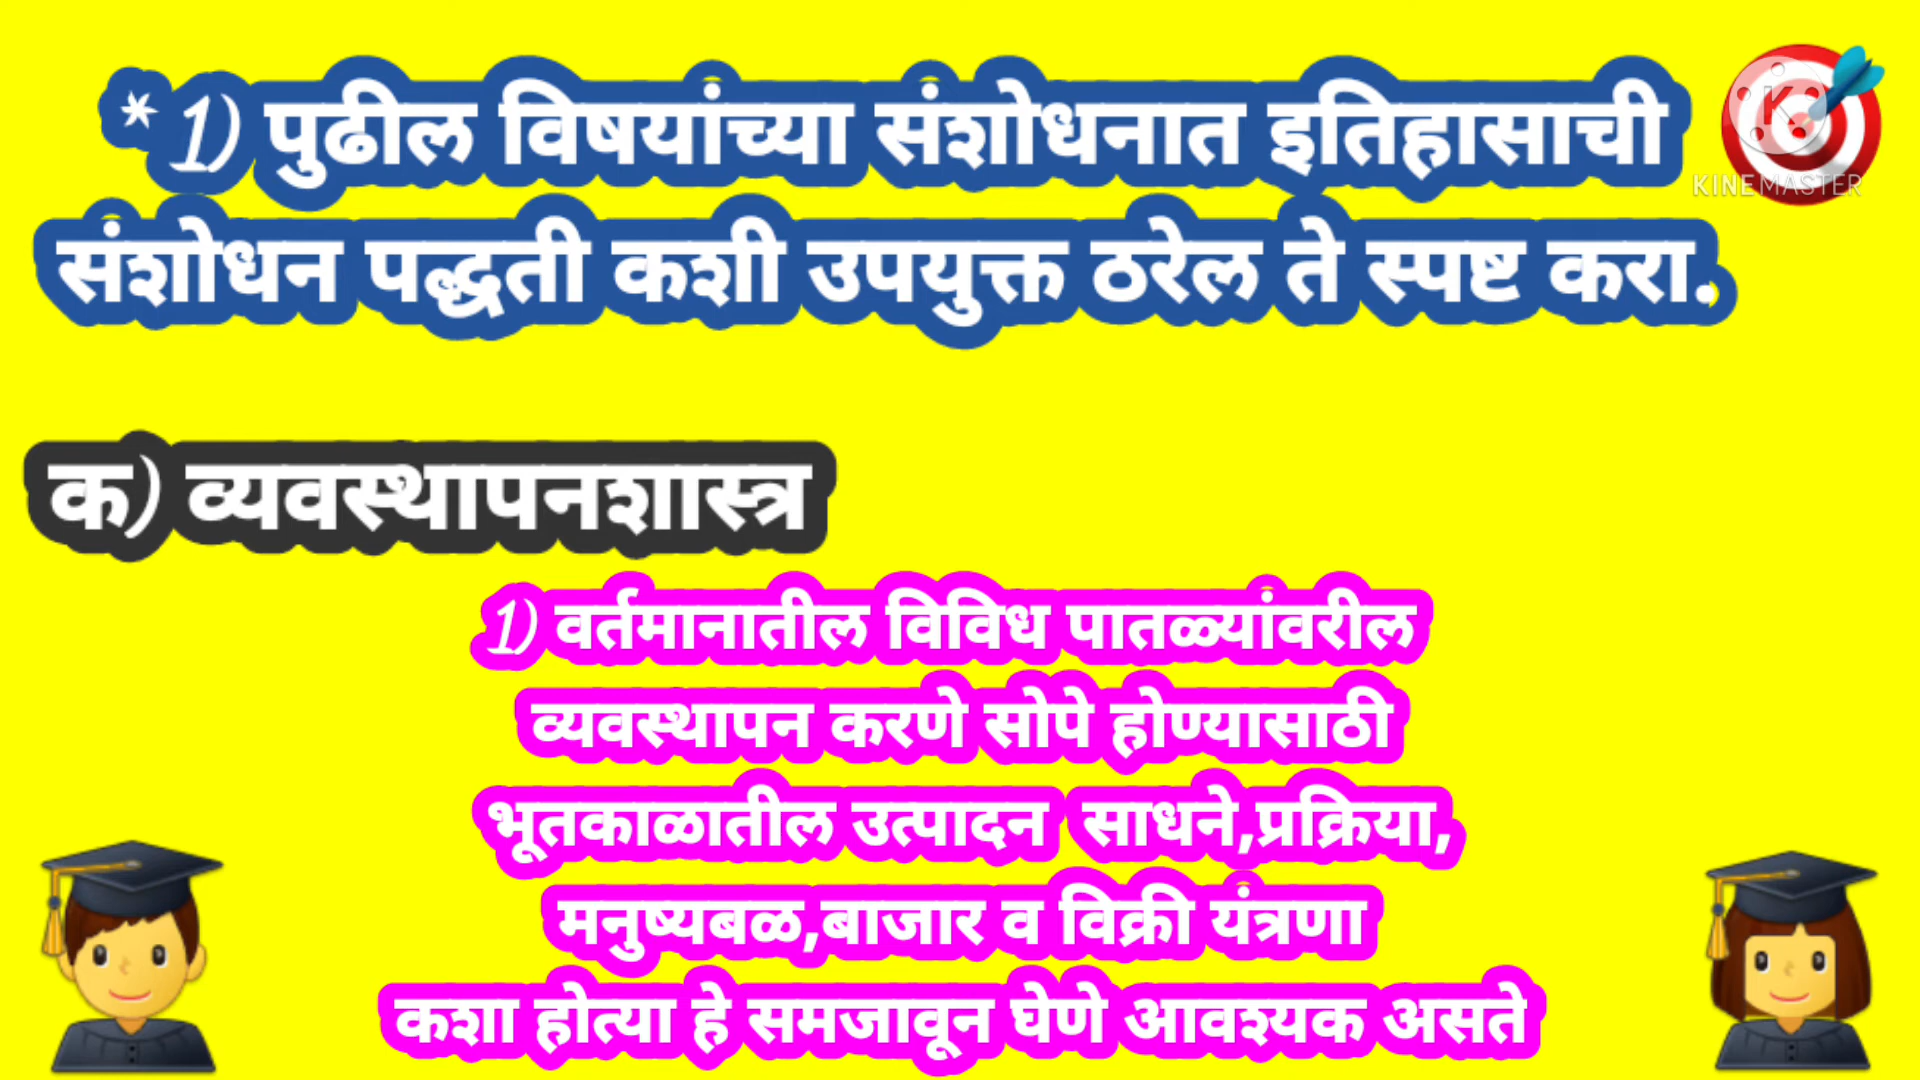 * 1) पुढील विषयांच्या संशोधनात इतिहासाची
KINEMASTER
संशोधन पद्धती कशी उपयुक्त ठरेल ते स्पष्ट करा.
क) व्यवस्थापनशास्त्र
1) वर्तमानातील विविध पातळ्यांवरील
व्यवस्थापन करणे सोपे होण्यासाठी
भूतकाळातील उत्पादन साधने,प्रक्रिया,
मनुष्यबळ,बाजार व विक्री यंत्रणा
कशा होत्या हे समजावून घेणे आवश्यक असते